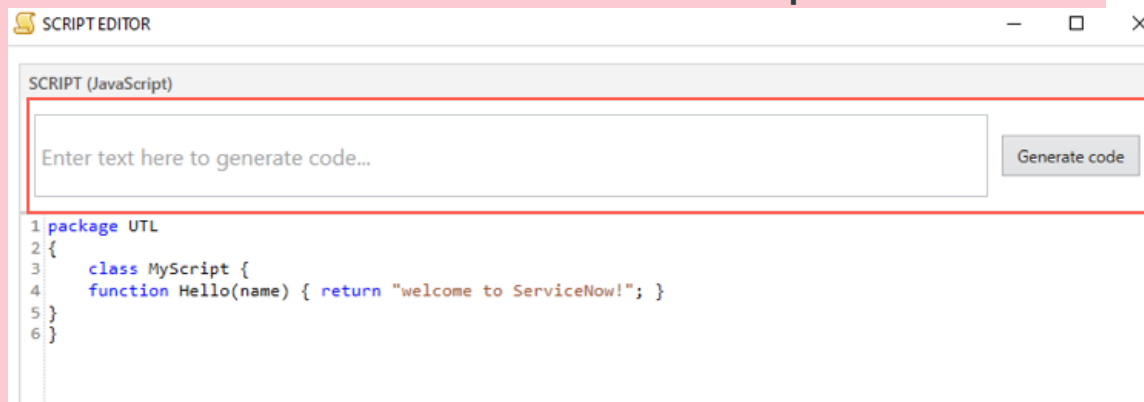 SCRIPT EDITOR
SCRIPT (JavaScript)
Enter text here to generate code...
Generate code
1 package UTL
2 {
3 class MyScript {
4 function Hello(name) { return "welcome to ServiceNow!"; }
5 }
6 }